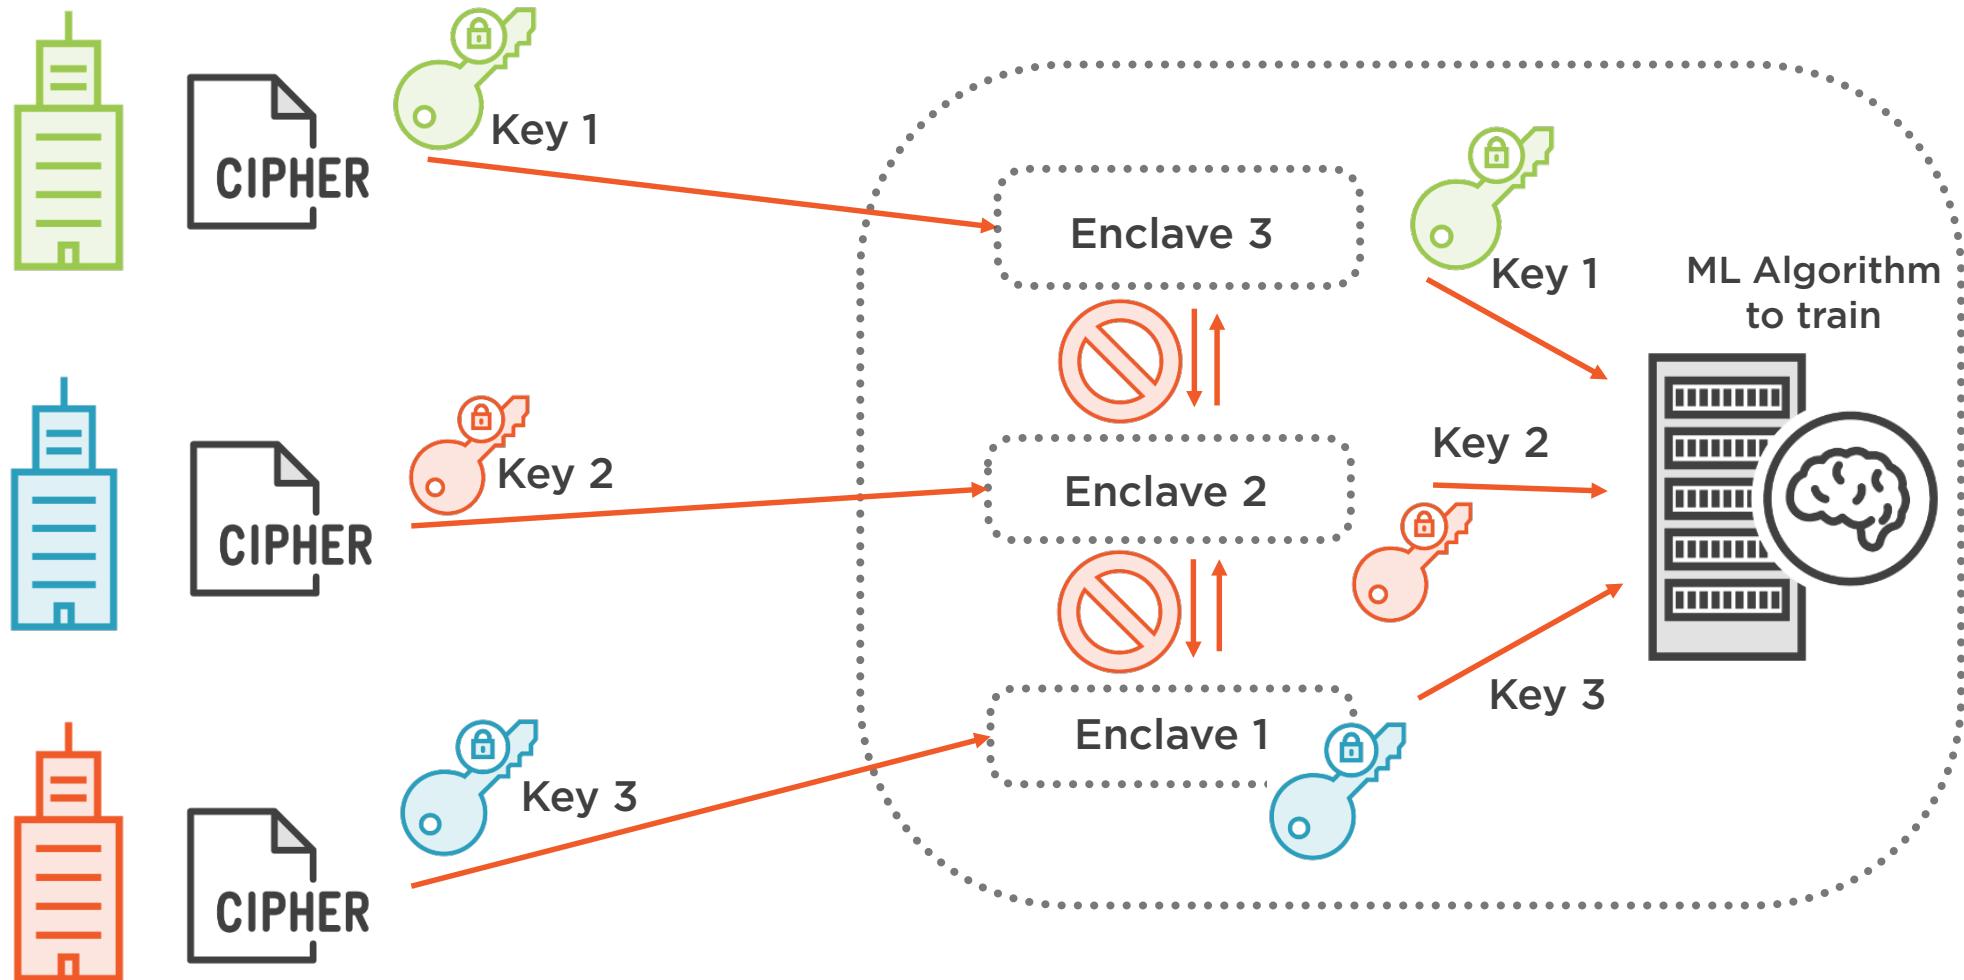 Key 1
CIPHER
Enclave 3
Key 1
ML Algorithm
to train
Key 2
CIPHER
Enclave 2
Key 2
Key 3
CIPHER
Enclave 1
Key 3